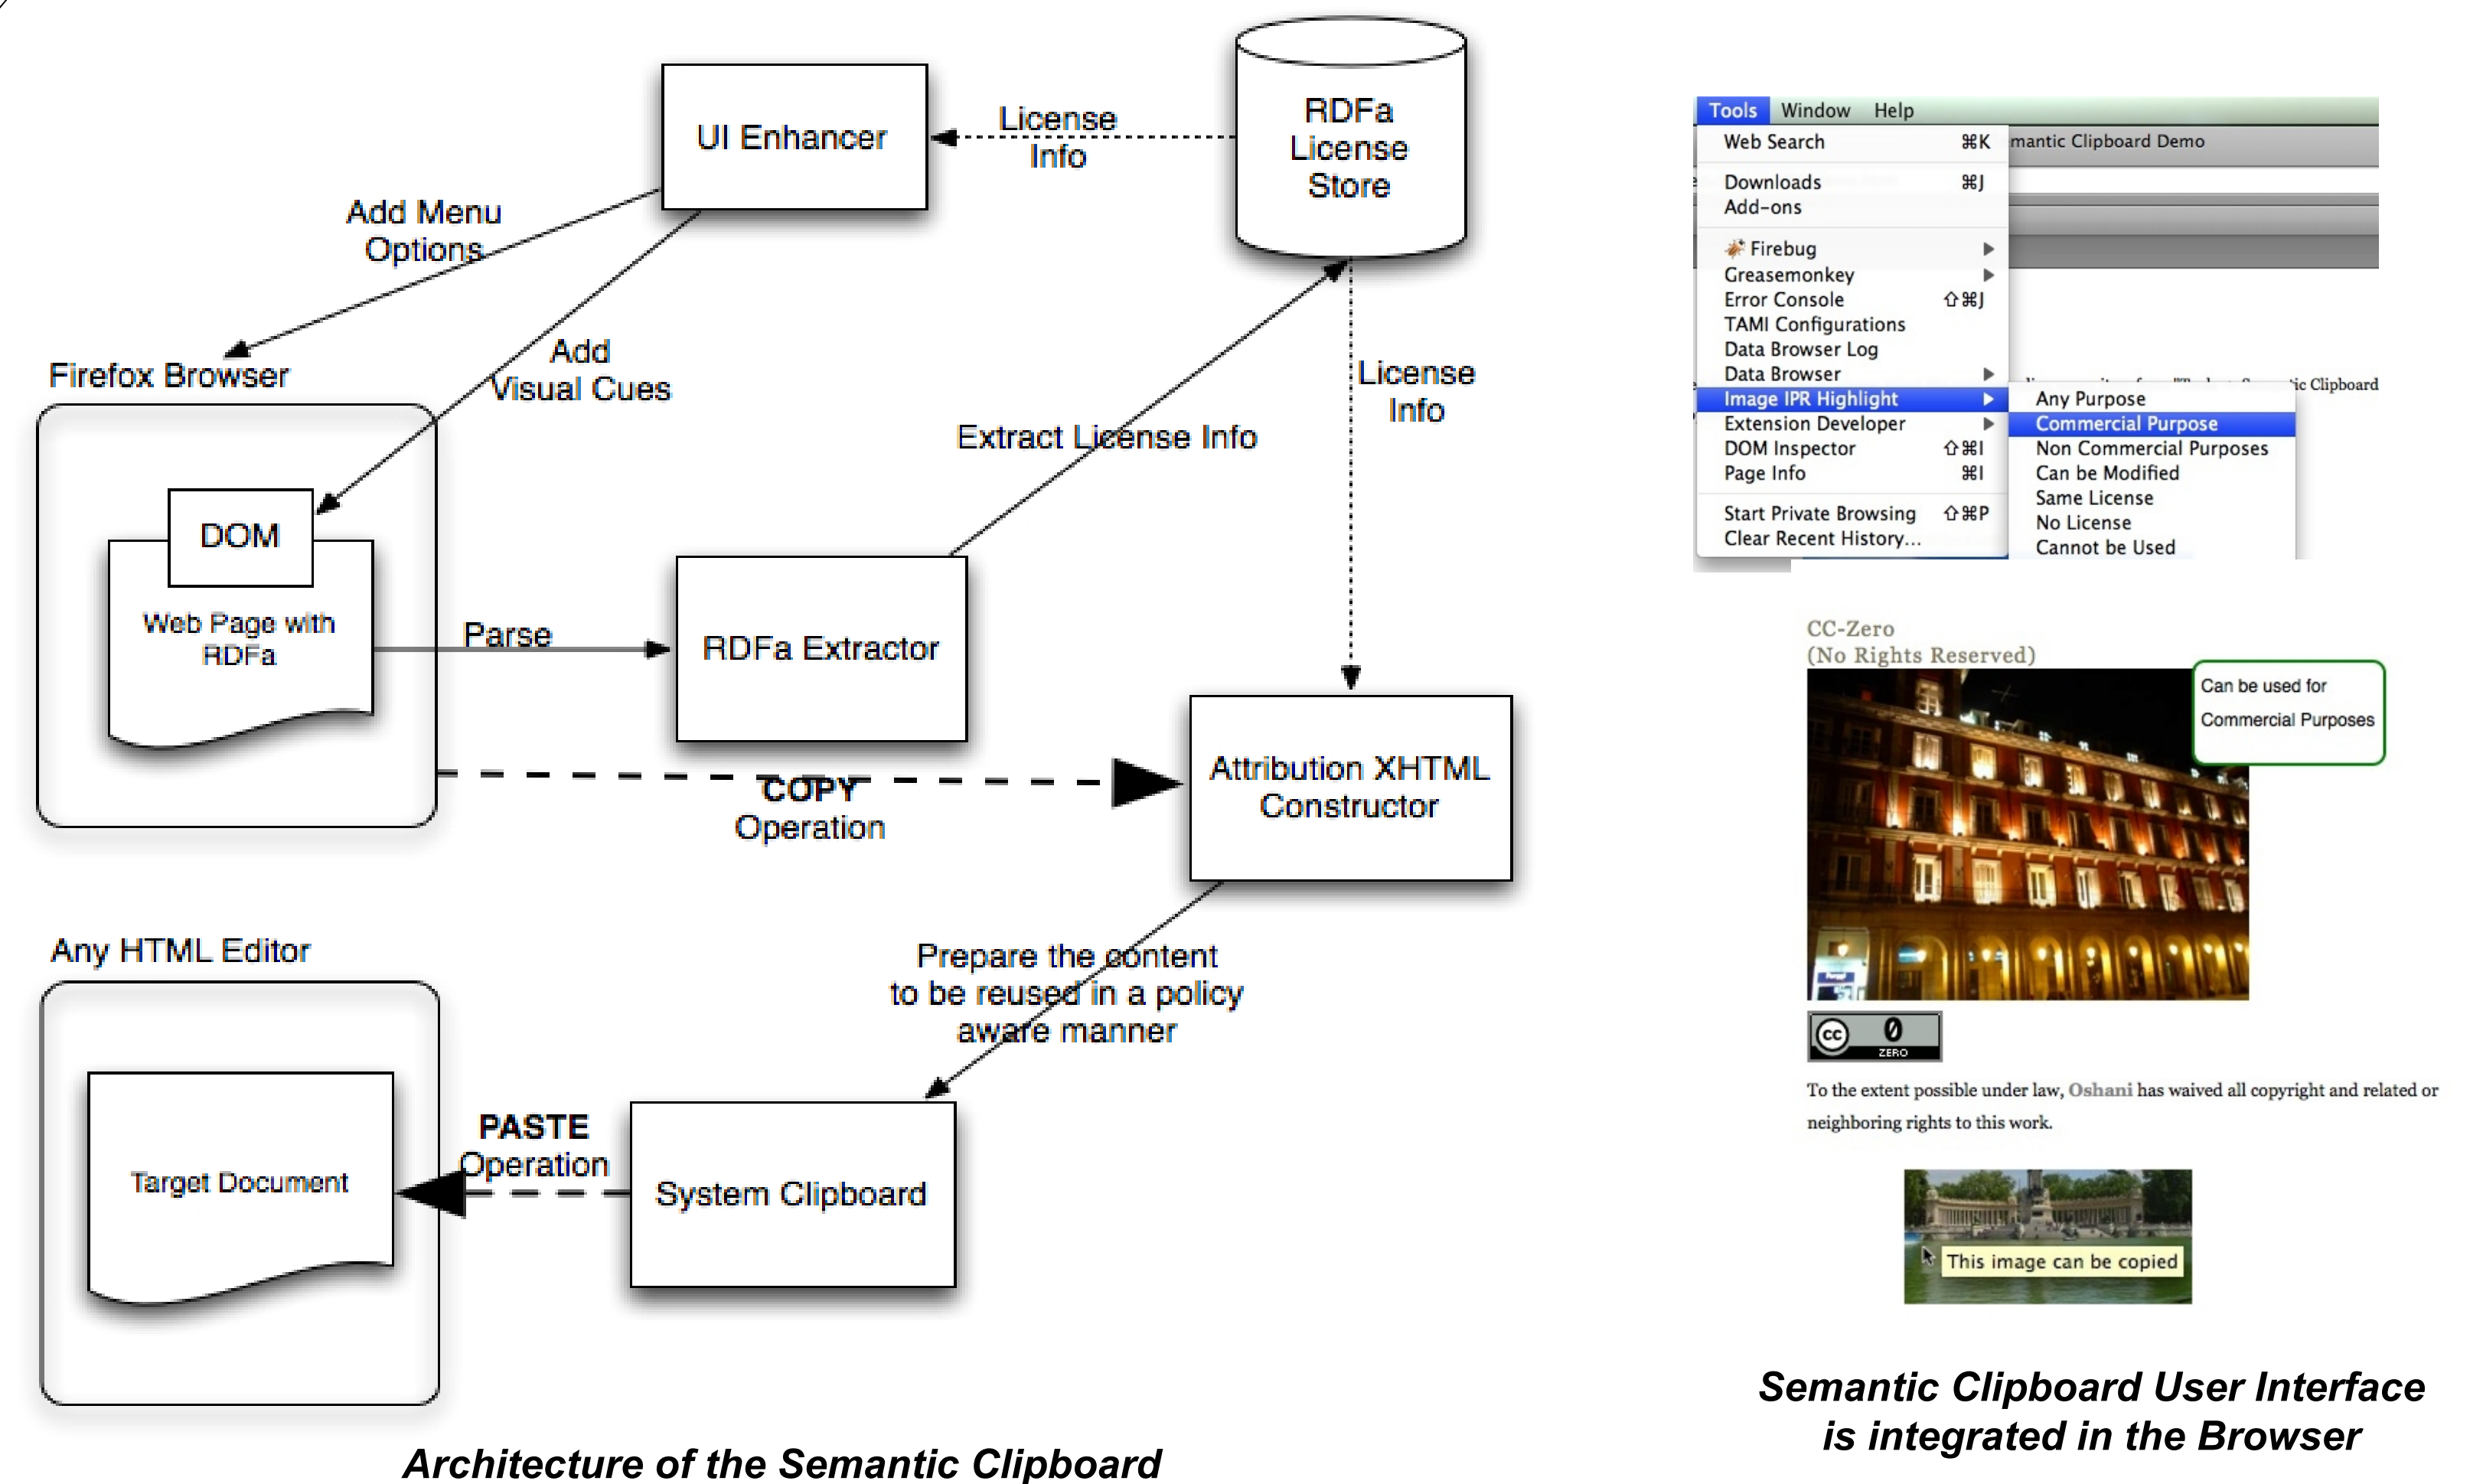 UI Enhancer
License
Info
RDFa
License
Store
Add Menu
Options
Add
Visual Cues
Firefox Browser
DOM
Web Page with
RDFa
Parse
RDFa Extractor
Extract License Info
License
Info
COPY
Operation
Attribution XHTML
Constructor
Prepare the content
to be reused in a policy
aware manner
Any HTML Editor
Target Document
PASTE
Operation
System Clipboard
Architecture of the Semantic Clipboard
Tools Window Help
mantic Clipboard Demo
Web Search ⌘K
Downloads ⌘J
Add-ons
Firebug
Greasemonkey
Error Console ⇧⌘J
TAMI Configurations
Data Browser Log
Data Browser
Image IPR Highlight
Extension Developer
DOM Inspector ⇧⌘I
Page Info ⌘I
Start Private Browsing ⇧⌘P
Clear Recent History...
ic Clipboard
Any Purpose
Commercial Purpose
Non Commercial Purposes
Can be Modified
Same License
No License
Cannot be Used
CC-Zero
(No Rights Reserved)
Can be used for
Commercial Purposes
cc 0
ZERO
To the extent possible under law, Oshani has waived all copyright and related or
neighboring rights to this work.
This image can be copied
Semantic Clipboard User Interface
is integrated in the Browser